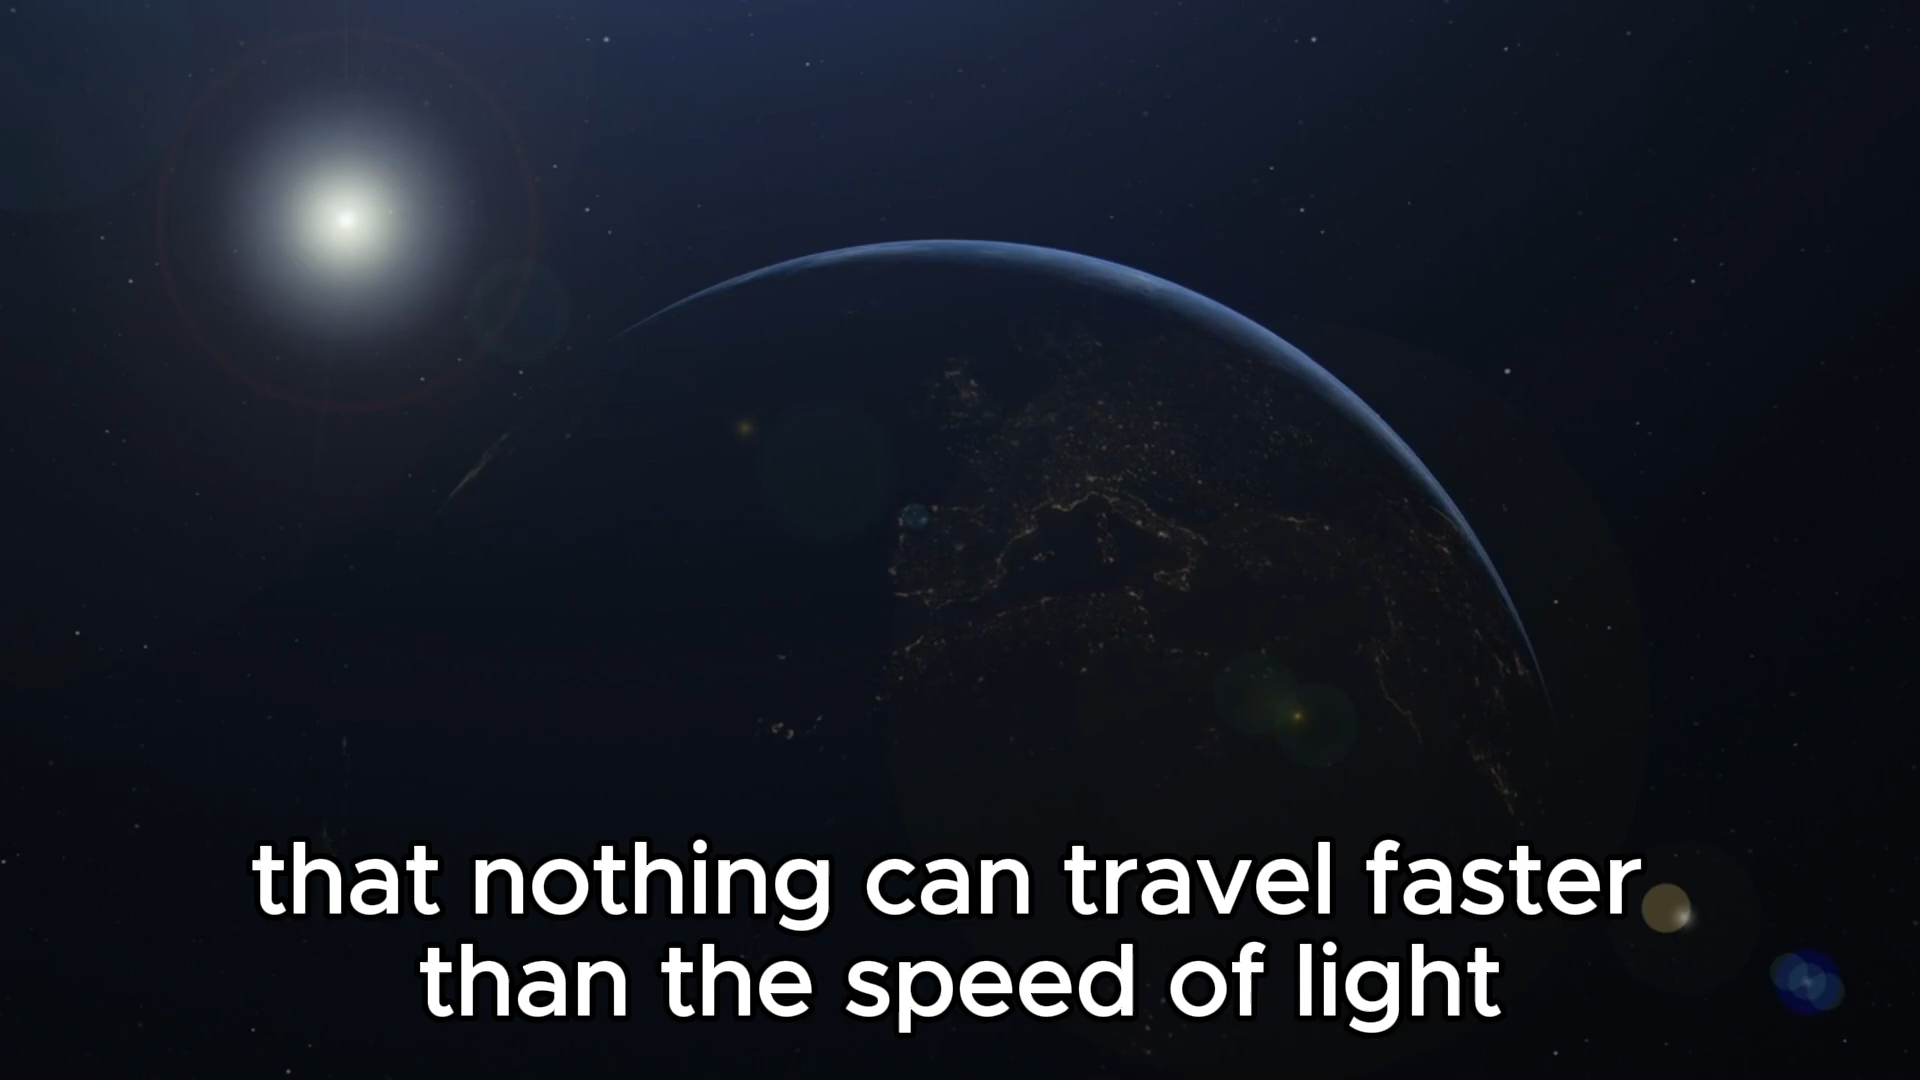 that nothing can travel faster
than the speed of light